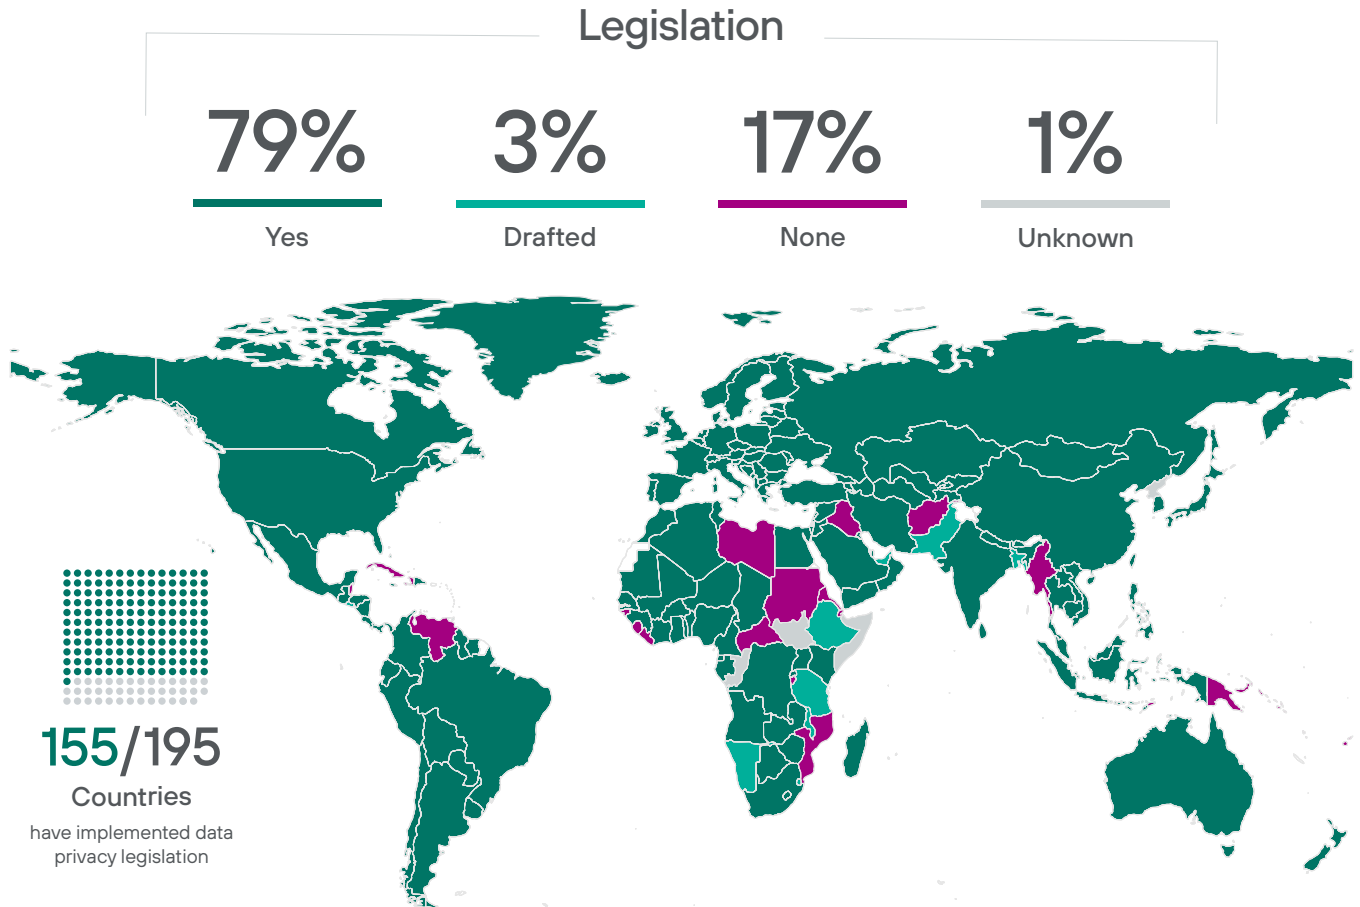 Legislation
79%
3%
17%
1%
Yes
Drafted
None
Unknown
155/195
Countries
have implemented data
privacy legislation